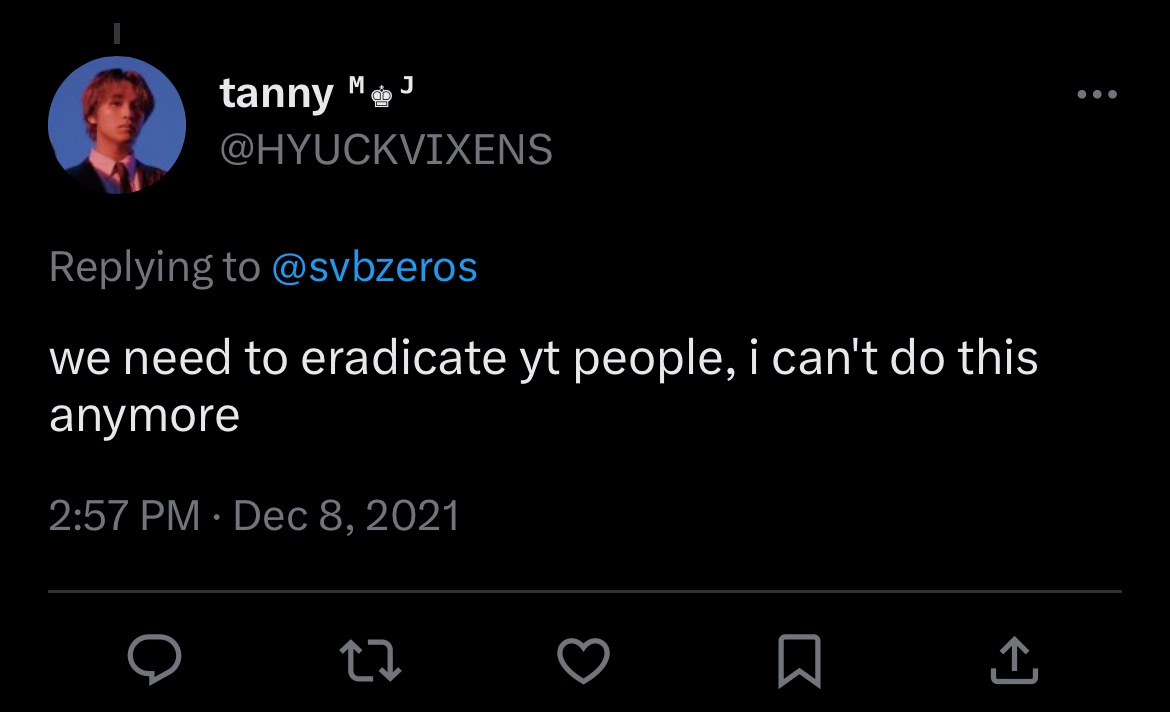 tanny ᴹ♚ᴶ
@HYUCKVIXENS
Replying to @svbzeros
we need to eradicate yt people, i can't do this
anymore
2:57 PM · Dec 8, 2021